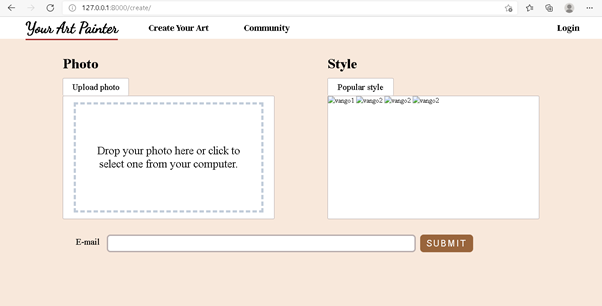 127.0.0.1:8000/create/
Your Art Painter Create Your Art Community Login
Photo
Upload photo
Drop your photo here or click to
select one from your computer.
Style
Popular style
vango1 vango2 vango2 vango2
E-mail SUBMIT